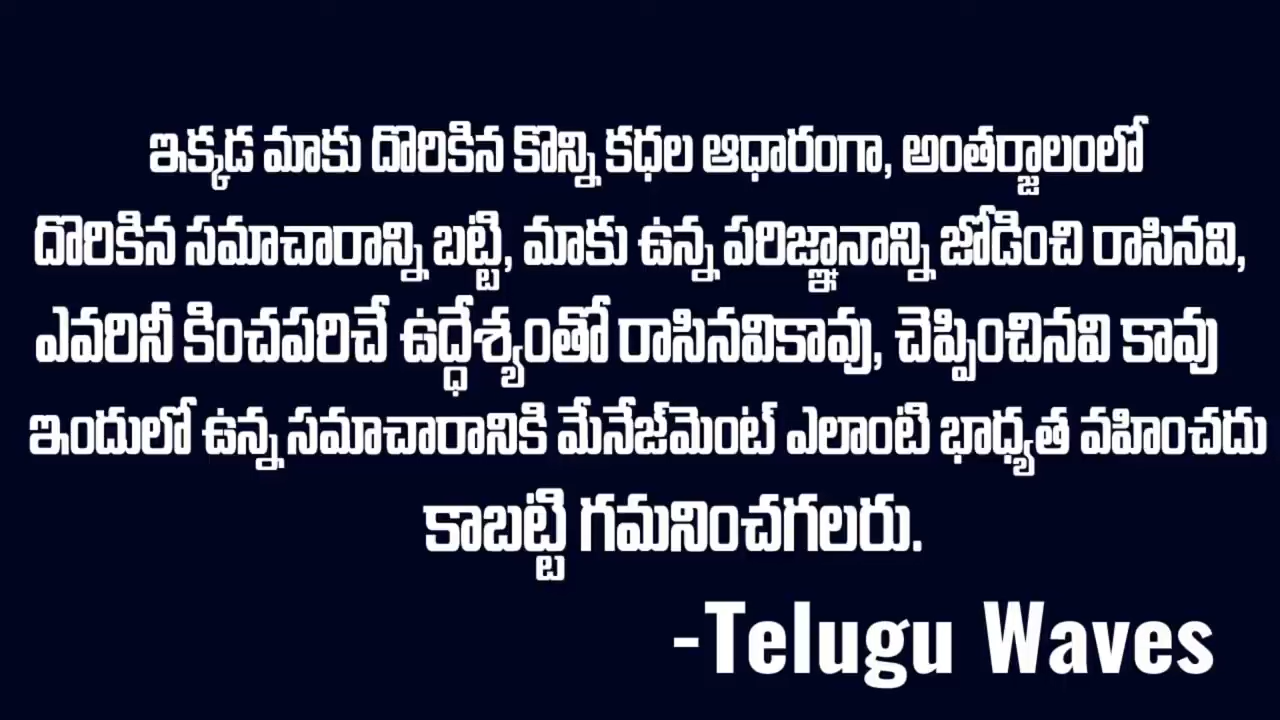 ఇక్కడ మాకు దొరికిన కొన్ని కధల ఆధారంగా, అంతర్జాలంలో
దొరికిన సమాచారాన్ని బట్టి, మాకు ఉన్న పరిజ్ఞానాన్ని జోడించి రాసినవి,
ఎవరినీ కించపరిచే ఉద్ధేశ్యంతో రాసినవికావు, చెప్పించినవి కావు
ఇందులో ఉన్న సమాచారానికి మేనేజ్‌మెంట్ ఎలాంటి భాధ్యత వహించదు
కాబట్టి గమనించగలరు.
-Telugu Waves